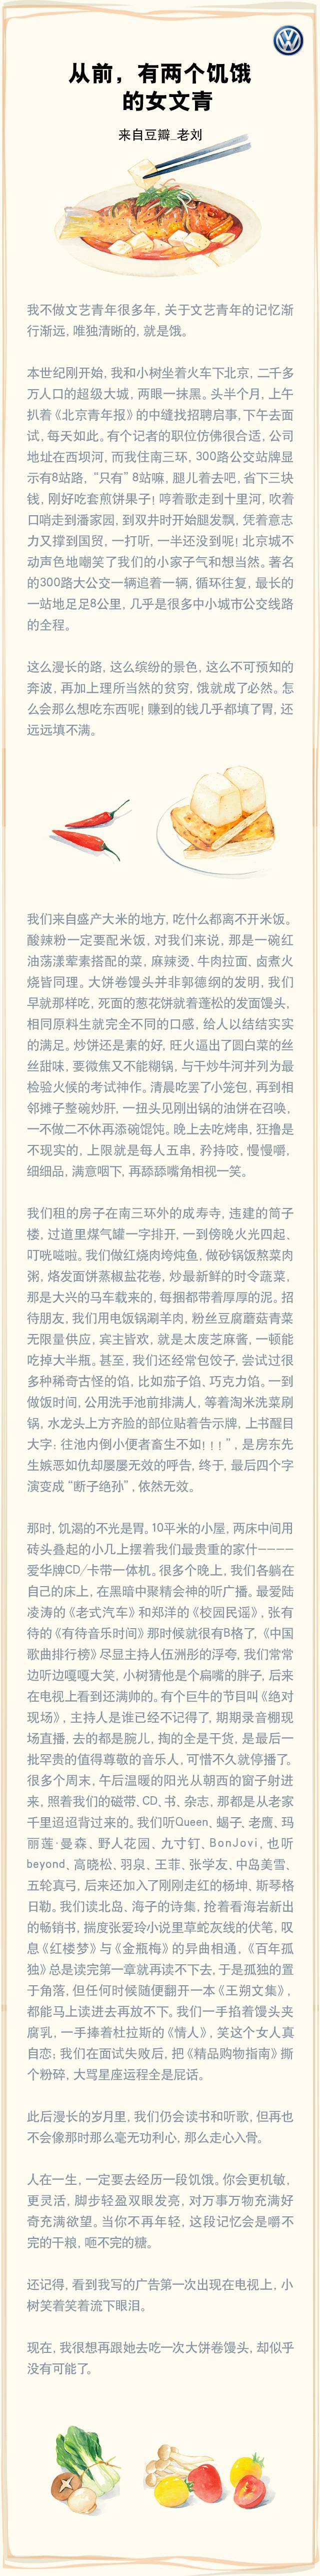 从前，有两个饥饿
的女文青
来自豆瓣_老刘
我不做文艺青年很多年，关于文艺青年的记忆渐
行渐远，唯独清晰的，就是饿。
本世纪刚开始，我和小树坐着火车下北京，二千多
万人口的超级大城，两眼一抹黑。头半个月，上午
扒着《北京青年报》的中缝找招聘启事，下午去面
试，每天如此。有个记者的职位仿佛很合适，公司
地址在西坝河，而我住南三环，300路公交站牌显
示有8站路，“只有”8站嘛，腿儿着去吧，省下三块
钱，刚好吃套煎饼果子！哼着歌走到十里河，吹着
口哨走到潘家园，到双井时开始腿发飘，凭着意志
力又撑到国贸，一打听，一半还没到呢！北京城不
动声色地嘲笑了我们的小家子气和想当然。著名
的300路大公交一辆追着一辆，循环往复，最长的
一站地足足8公里，几乎是很多中小城市公交线路
的全程。
这么漫长的路，这么缤纷的景色，这么不可预知的
奔波，再加上理所当然的贫穷，饿就成了必然。怎
么会那么想吃东西呢！赚到的钱几乎都填了胃，还
远远填不满。
我们来自盛产大米的地方，吃什么都离不开米饭。
酸辣粉一定要配米饭，对我们来说，那是一碗红
油荡漾荤素搭配的菜，麻辣烫、牛肉拉面、卤煮火
烧皆同理。大饼卷馒头并非郭德纲的发明，我们
早就那样吃，死面的葱花饼就着蓬松的发面馒头，
相同原料生就完全不同的口感，给人以结结实实
的满足。炒饼还是素的好，旺火逼出了圆白菜的丝
丝甜味，要微焦又不能糊锅，与干炒牛河并列为最
检验火候的考试神作。清晨吃罢了小笼包，再到相
邻摊子整碗炒肝，一扭头见刚出锅的油饼在召唤，
一不做二不休再添碗馄饨。晚上去吃烤串，狂撸是
不现实的，上限就是每人五串，矜持咬，慢慢嚼，
细细品，满意咽下，再舔舔嘴角相视一笑。
我们租的房子在南三环外的成寿寺，违建的筒子
楼，过道里煤气罐一字排开，一到傍晚火光四起、
叮咣嗞啦。我们做红烧肉垮炖鱼，做砂锅饭熬菜肉
粥，烙发面饼蒸椒盐花卷，炒最新鲜的时令蔬菜，
那是大兴的马车载来的，每捆都带着厚厚的泥。招
待朋友，我们用电饭锅涮羊肉，粉丝豆腐蘑菇青菜
无限量供应，宾主皆欢，就是太废芝麻酱，一顿能
吃掉大半瓶。甚至，我们还经常包饺子，尝试过很
多种稀奇古怪的馅，比如茄子馅、巧克力馅。一到
做饭时间，公用洗手池前排满人，等着淘米洗菜刷
锅，水龙头上方齐脸的部位贴着告示牌，上书醒目
大字：往池内倒小便者畜生不如！！！”，是房东先
生嫉恶如仇却屡屡无效的呼告，终于，最后四个字
演变成“断子绝孙”，依然无效。
那时，饥渴的不光是胃。10平米的小屋，两床中间用
砖头叠起的小几上摆着我们最贵重的家什————
爱华牌CD/卡带一体机。很多个晚上，我们各躺在
自己的床上，在黑暗中聚精会神的听广播。最爱陆
凌涛的《老式汽车》和郑洋的《校园民谣》，张有
待的《有待音乐时间》那时候就很有B格了，《中国
歌曲排行榜》尽显主持人伍洲彤的浮夸，我们常常
边听边嘎嘎大笑，小树猜他是个扁嘴的胖子，后来
在电视上看到还满帅的。有个巨牛的节目叫《绝对
现场》，主持人是谁已经不记得了，期期录音棚现
场直播，去的都是腕儿，掏的全是干货，是最后一
批罕贵的值得尊敬的音乐人，可惜不久就停播了。
很多个周末，午后温暖的阳光从朝西的窗子射进
来，照着我们的磁带、CD、书、杂志，那都是从老家
千里迢迢背过来的。我们听Queen、蝎子、老鹰、玛
丽莲·曼森、野人花园、九寸钉、BonJovi，也听
beyond、高晓松、羽泉、王菲、张学友、中岛美雪、
五轮真弓，后来还加入了刚刚走红的杨坤、斯琴格
日勒。我们读北岛、海子的诗集，抢着看海岩新出
的畅销书，揣度张爱玲小说里草蛇灰线的伏笔，叹
息《红楼梦》与《金瓶梅》的异曲相通，《百年孤
独》总是读完第一章就再读不下去，于是孤独的置
于角落，但任何时候随便翻开一本《王朔文集》，
都能马上读进去再放不下。我们一手掐着馒头夹
腐乳，一手捧着杜拉斯的《情人》，笑这个女人真
自恋；我们在面试失败后，把《精品购物指南》撕
个粉碎，大骂星座运程全是屁话。
此后漫长的岁月里，我们仍会读书和听歌，但再也
不会像那时那么毫无功利心，那么走心入骨。
人在一生，一定要去经历一段饥饿。你会更机敏，
更灵活，脚步轻盈双眼发亮，对万事万物充满好
奇充满欲望。当你不再年轻，这段记忆会是嚼不
完的干粮，咂不完的糖。
还记得，看到我写的广告第一次出现在电视上，小
树笑着笑着流下眼泪。
现在，我很想再跟她去吃一次大饼卷馒头，却似乎
没有可能了。